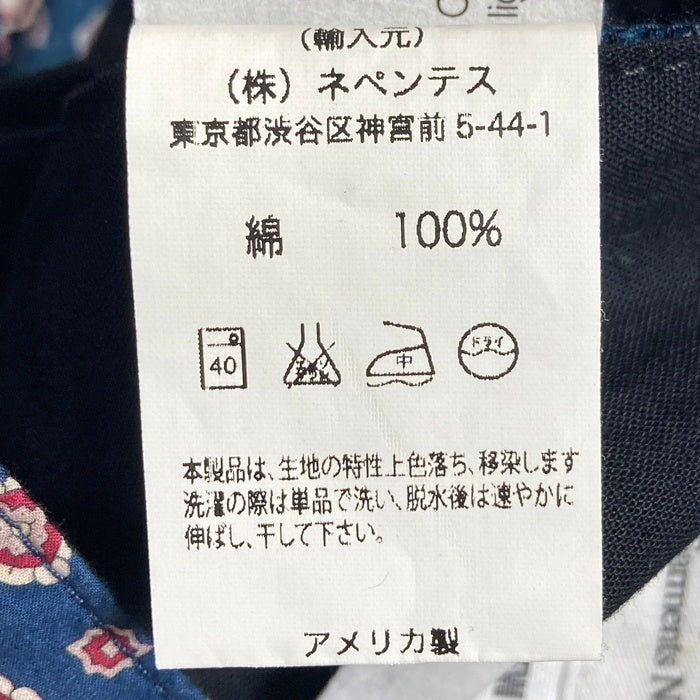 (輸入元)
(株) ネペンテス
東京都渋谷区神宮前 5-44-1
綿 100%
40 中 ドライ
本製品は、生地の特性上色落ち、移染します
洗濯の際は単品で洗い、脱水後は速やかに
伸ばし、干して下さい。
アメリカ製